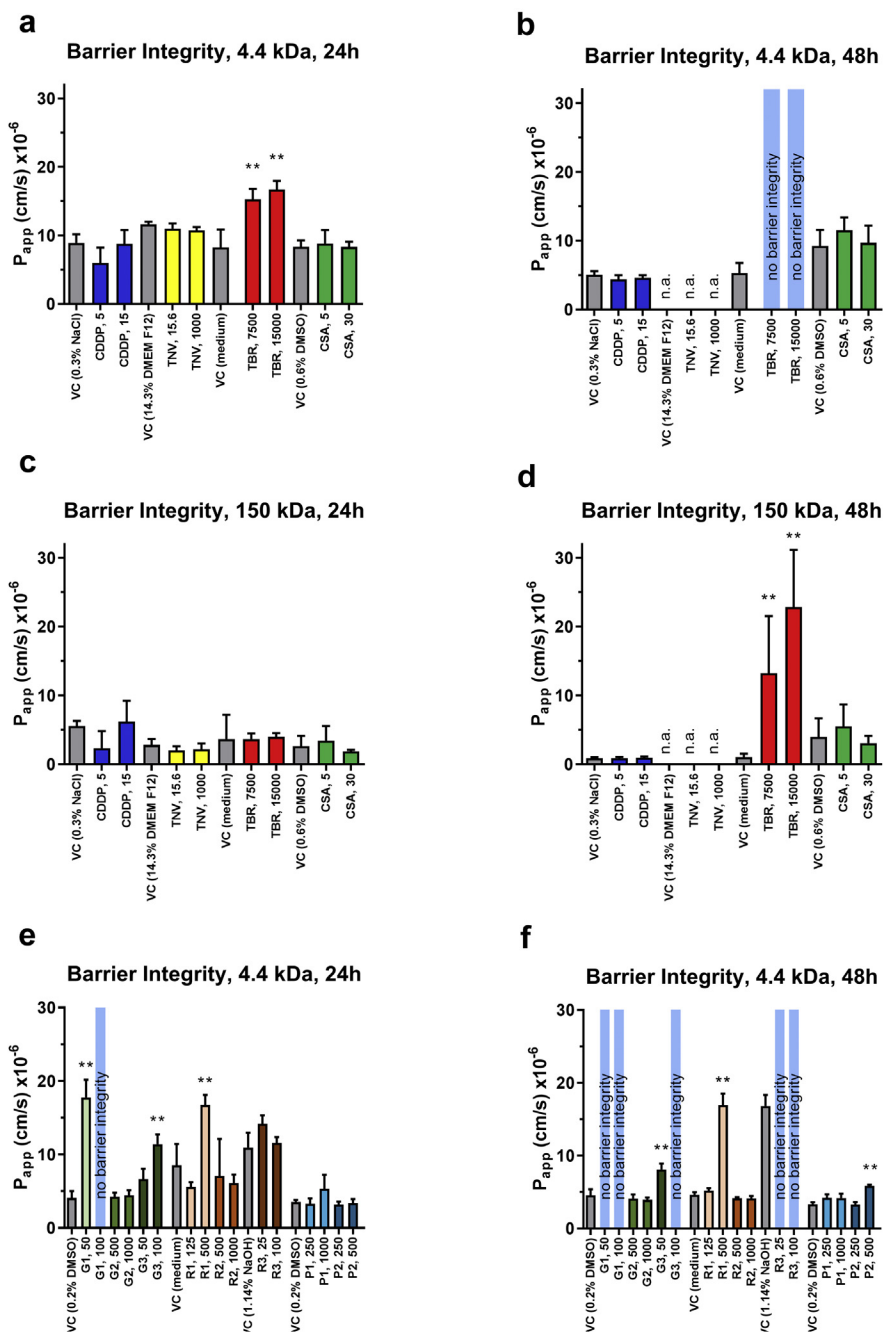 a
Barrier Integrity, 4.4 kDa, 24h
Papp (cm/s) x10-6
30
20
10
0
**
**
VC (0.3% NaCl)
CDDP, 5
CDDP, 15
VC (14.3% DMEM F12)
TNV, 15.6
TNV, 1000
VC (medium)
TBR, 7500
TBR, 15000
VC (0.6% DMSO)
CSA, 5
CSA, 30
b
Barrier Integrity, 4.4 kDa, 48h
Papp (cm/s) x10-6
30
20
10
0
n.a.
n.a.
n.a.
no barrier integrity
no barrier integrity
VC (0.3% NaCl)
CDDP, 5
CDDP, 15
VC (14.3% DMEM F12)
TNV, 15.6
TNV, 1000
VC (medium)
TBR, 7500
TBR, 15000
VC (0.6% DMSO)
CSA, 5
CSA, 30
c
Barrier Integrity, 150 kDa, 24h
Papp (cm/s) x10-6
30
20
10
0
VC (0.3% NaCl)
CDDP, 5
CDDP, 15
VC (14.3% DMEM F12)
TNV, 15.6
TNV, 1000
VC (medium)
TBR, 7500
TBR, 15000
VC (0.6% DMSO)
CSA, 5
CSA, 30
d
Barrier Integrity, 150 kDa, 48h
Papp (cm/s) x10-6
30
20
10
0
n.a.
n.a.
n.a.
**
**
VC (0.3% NaCl)
CDDP, 5
CDDP, 15
VC (14.3% DMEM F12)
TNV, 15.6
TNV, 1000
VC (medium)
TBR, 7500
TBR, 15000
VC (0.6% DMSO)
CSA, 5
CSA, 30
e
Barrier Integrity, 4.4 kDa, 24h
Papp (cm/s) x10-6
30
20
10
0
**
no barrier integrity
**
**
VC (0.2% DMSO)
G1, 50
G1, 100
G2, 500
G2, 1000
G3, 50
G3, 100
VC (medium)
R1, 125
R1, 500
R2, 500
R2, 1000
VC (1.14% NaOH)
R3, 25
R3, 100
VC (0.2% DMSO)
P1, 250
P1, 1000
P2, 250
P2, 500
f
Barrier Integrity, 4.4 kDa, 48h
Papp (cm/s) x10-6
30
20
10
0
no barrier integrity
no barrier integrity
**
no barrier integrity
**
no barrier integrity
no barrier integrity
**
VC (0.2% DMSO)
G1, 50
G1, 100
G2, 500
G2, 1000
G3, 50
G3, 100
VC (medium)
R1, 125
R1, 500
R2, 500
R2, 1000
VC (1.14% NaOH)
R3, 25
R3, 100
VC (0.2% DMSO)
P1, 250
P1, 1000
P2, 250
P2, 500